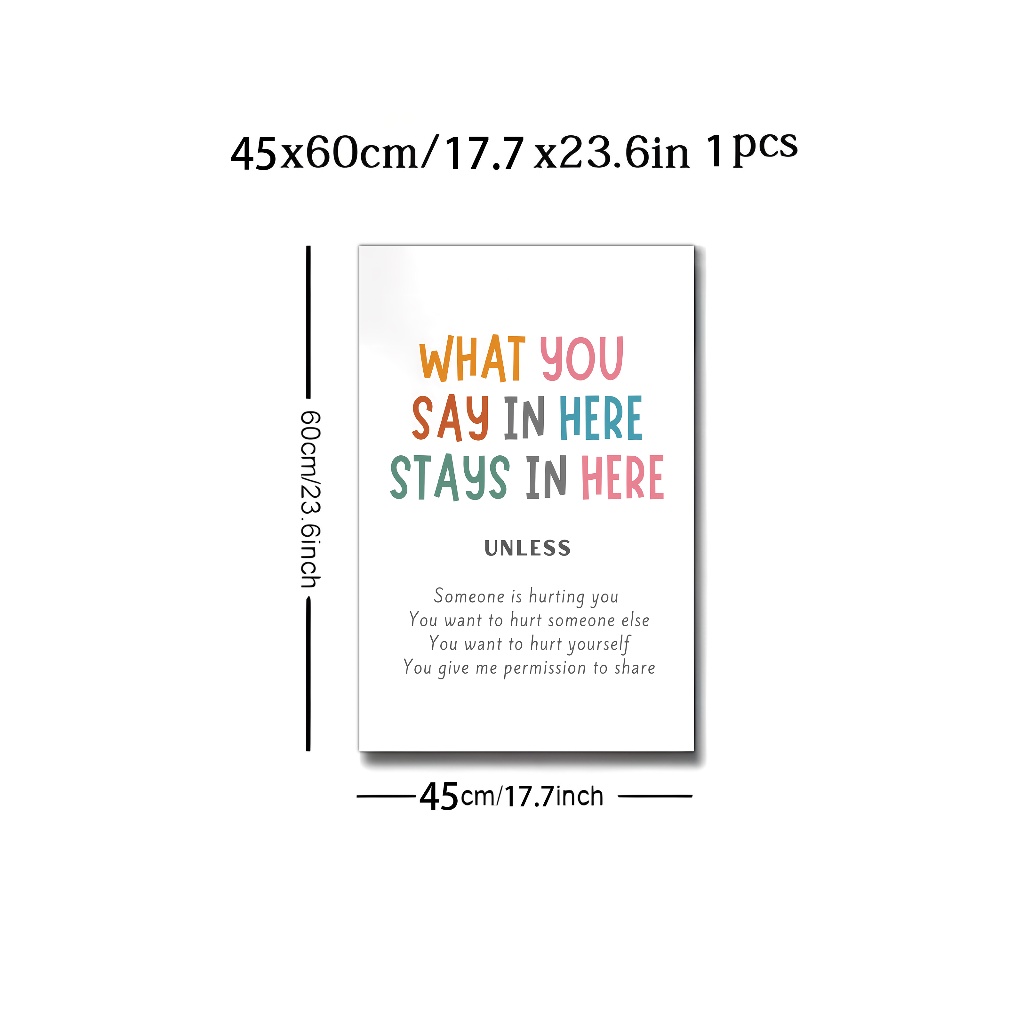 45x60cm/17.7 x23.6in 1pcs
60cm/23.6inch
WHAT YOU
SAY IN HERE
STAYS IN HERE
UNLESS
Someone is hurting you
You want to hurt someone else
You want to hurt yourself
You give me permission to share
45cm/17.7inch